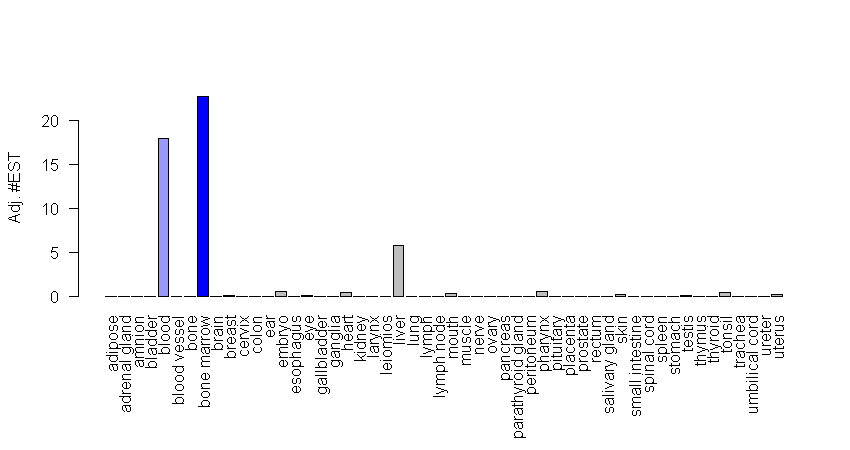 Adj. #EST
20
15
10
5
0
adipose
adrenal gland
amnion
bladder
blood
blood vessel
bone
bone marrow
brain
breast
cervix
colon
ear
embryo
esophagus
eye
gallbladder
ganglia
heart
kidney
larynx
leiomios
liver
lung
lymph
lymph node
mouth
muscle
nerve
ovary
pancreas
parathyroid gland
peritoneum
pharynx
pituitary
placenta
prostate
rectum
salivary gland
skin
small intestine
spinal cord
spleen
stomach
testis
thymus
thyroid
tonsil
trachea
umbilical cord
ureter
uterus